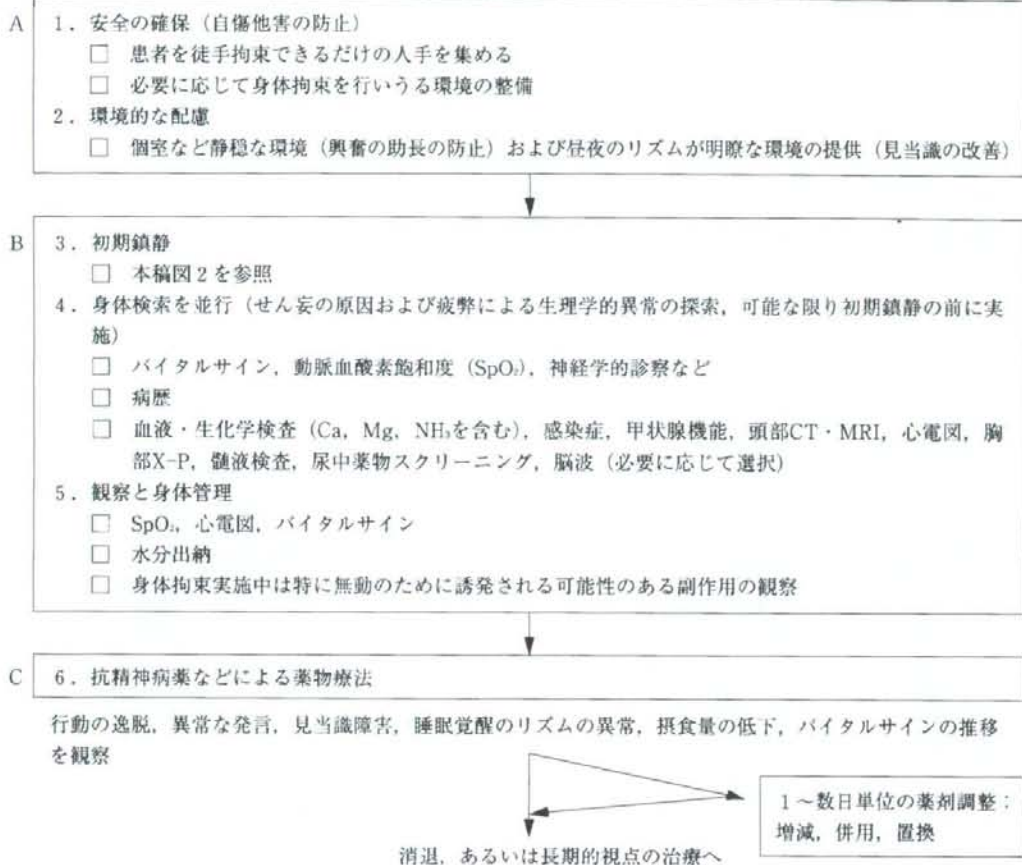 A
1．安全の確保（自傷他害の防止）
□ 患者を徒手拘束できるだけの人手を集める
□ 必要に応じて身体拘束を行いうる環境の整備
2．環境的な配慮
□ 個室など静穏な環境（興奮の助長の防止）および昼夜のリズムが明瞭な環境の提供（見当識の改善）
B
3．初期鎮静
□ 本稿図2を参照
4．身体検索を並行（せん妄の原因および疲弊による生理学的異常の探索，可能な限り初期鎮静の前に実
施）
□ バイタルサイン，動脈血酸素飽和度（SpO₂），神経学的診察など
□ 病歴
□ 血液・生化学検査（Ca，Mg，NH₃を含む），感染症，甲状腺機能，頭部CT・MRI，心電図，胸
部X-P，髄液検査，尿中薬物スクリーニング，脳波（必要に応じて選択）
5．観察と身体管理
□ SpO₂，心電図，バイタルサイン
□ 水分出納
□ 身体拘束実施中は特に無動のために誘発される可能性のある副作用の観察
C
6．抗精神病薬などによる薬物療法
行動の逸脱，異常な発言，見当識障害，睡眠覚醒のリズムの異常，摂食量の低下，バイタルサインの推移
を観察
1～数日単位の薬剤調整：
増減，併用，置換
消退，あるいは長期的視点の治療へ